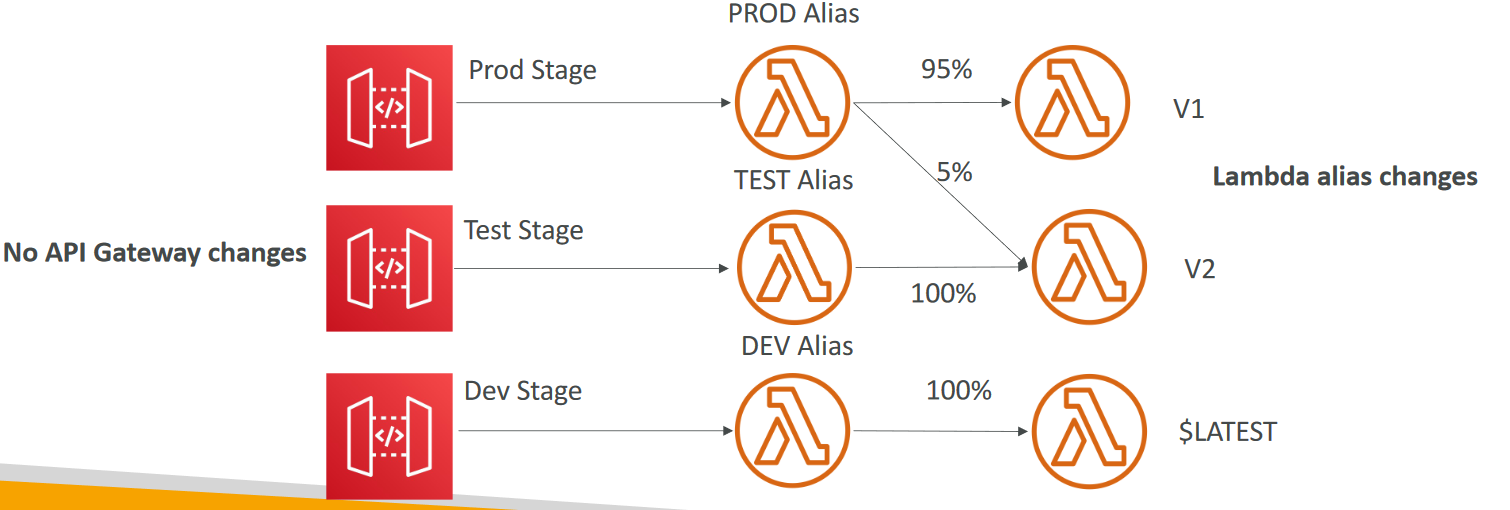 PROD Alias
Prod Stage
95%
V1
5%
TEST Alias
Lambda alias changes
Test Stage
No API Gateway changes
V2
100%
DEV Alias
Dev Stage
100%
$LATEST